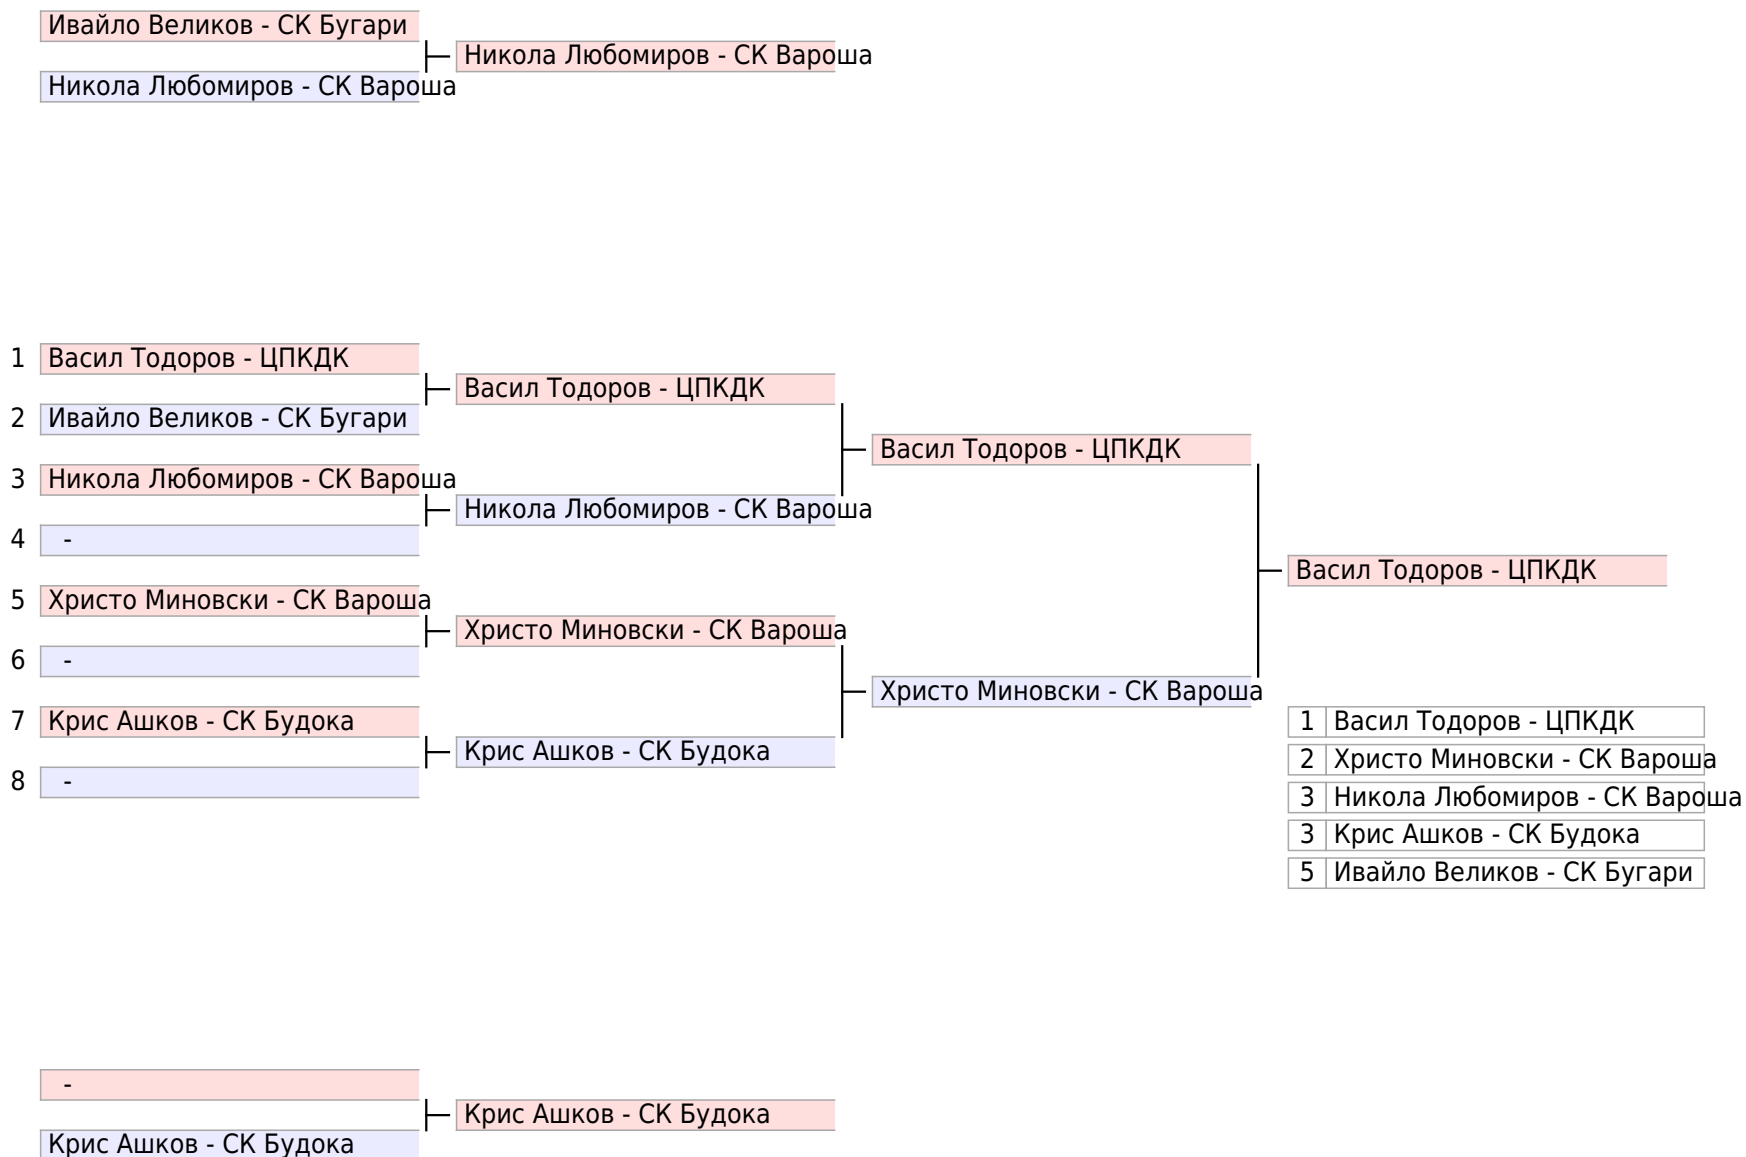 Ивайло Великов - СК Бугари
Никола Любомиров - СК Вароша
Никола Любомиров - СК Вароша
1 Васил Тодоров - ЦПКДК
Васил Тодоров - ЦПКДК
2 Ивайло Великов - СК Бугари
Васил Тодоров - ЦПКДК
3 Никола Любомиров - СК Вароша
Никола Любомиров - СК Вароша
4 -
Васил Тодоров - ЦПКДК
5 Христо Миновски - СК Вароша
Христо Миновски - СК Вароша
6 -
Христо Миновски - СК Вароша
7 Крис Ашков - СК Будока
Крис Ашков - СК Будока
8 -
1 Васил Тодоров - ЦПКДК
2 Христо Миновски - СК Вароша
3 Никола Любомиров - СК Вароша
3 Крис Ашков - СК Будока
5 Ивайло Великов - СК Бугари
-
Крис Ашков - СК Будока
Крис Ашков - СК Будока